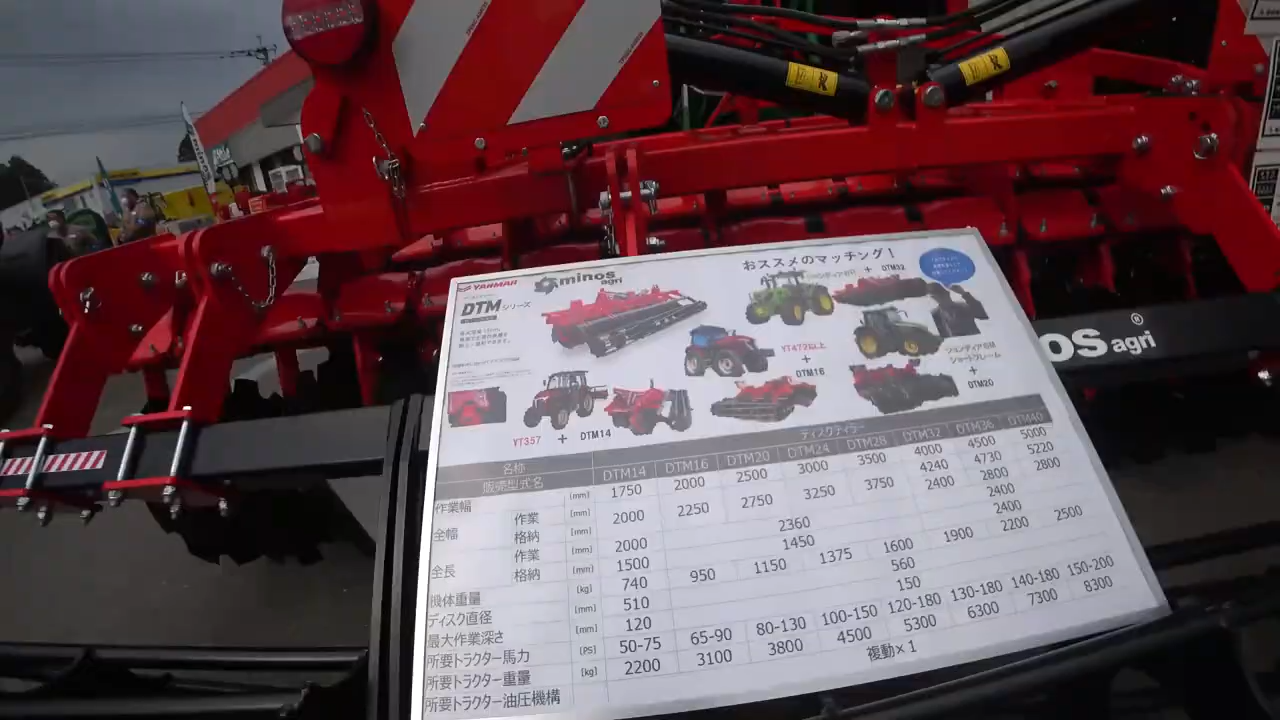 YANMAR
minos
agri
おススメのマッチング!
DTMシリーズ
+ DTM32
YT472以上
+
DTM16
ショートフレーム
+
DTM20
YT357 + DTM14
名称 ディスクティラー
販売型式名 DTM14 DTM16 DTM20 DTM24 DTM28 DTM32 DTM36 DTM40
作業幅 [mm] 1750 2000 2500 3000 3500 4000 4500 5000
全幅 作業 [mm] 2000 2250 2750 3250 3750 4240 4730 5220
格納 [mm] 2400 2800 2800
全長 作業 [mm] 2000 2360 2400
格納 [mm] 1500 1450 2400
機体重量 [kg] 740 950 1150 1375 1600 1900 2200 2500
ディスク直径 [mm] 510 560
最大作業深さ [mm] 120 150
所要トラクター馬力 [PS] 50-75 65-90 80-130 100-150 120-180 130-180 140-180 150-200
所要トラクター重量 [kg] 2200 3100 3800 4500 5300 6300 7300 8300
所要トラクター油圧機構 複動×1
os agri